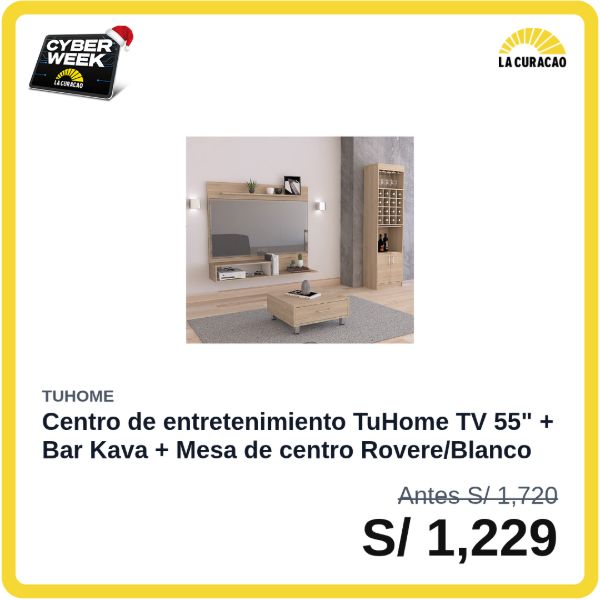 CYBER
WEEK
LA CURACAO
LA CURACAO
TUHOME
Centro de entretenimiento TuHome TV 55" +
Bar Kava + Mesa de centro Rovere/Blanco
Antes S/ 1,720
S/ 1,229